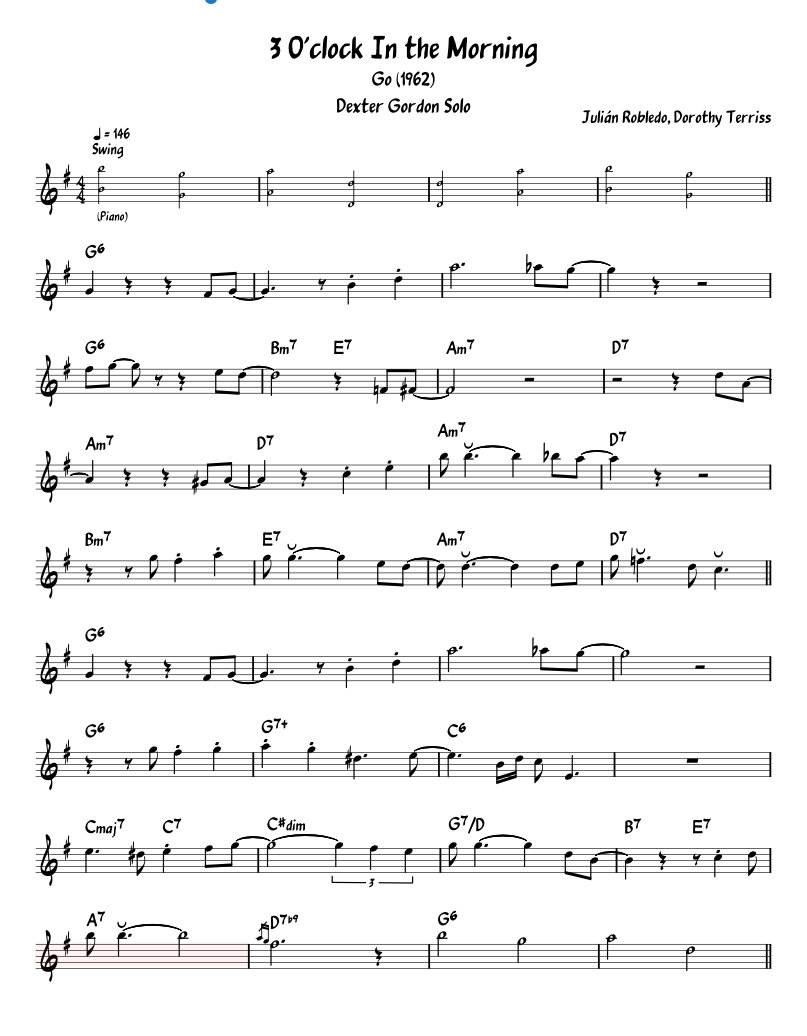 3 O'clock In the Morning
Go (1962)
Dexter Gordon Solo
Julián Robledo, Dorothy Terriss
♩ = 146
Swing
4/4
(Piano)
G6
G6 Bm7 E7 Am7 D7
Am7 D7 Am7 D7
Bm7 E7 Am7 D7
G6
G6 G7+ C6
Cmaj7 C7 C#dim G7/D B7 E7
3
A7 D7b9 G6